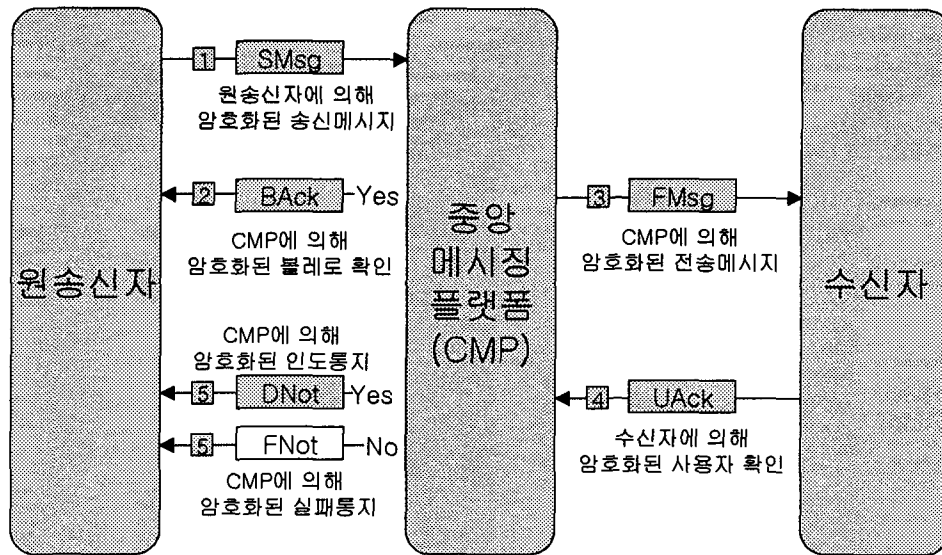 원송신자
1 SMsg
원송신자에 의해
암호화된 송신메시지
2 BAck Yes
CMP에 의해
암호화된 볼레로 확인
CMP에 의해
암호화된 인도통지
5 DNot Yes
5 FNot No
CMP에 의해
암호화된 실패통지
중앙
메시징
플랫폼
(CMP)
3 FMsg
CMP에 의해
암호화된 전송메시지
4 UAck
수신자에 의해
암호화된 사용자 확인
수신자